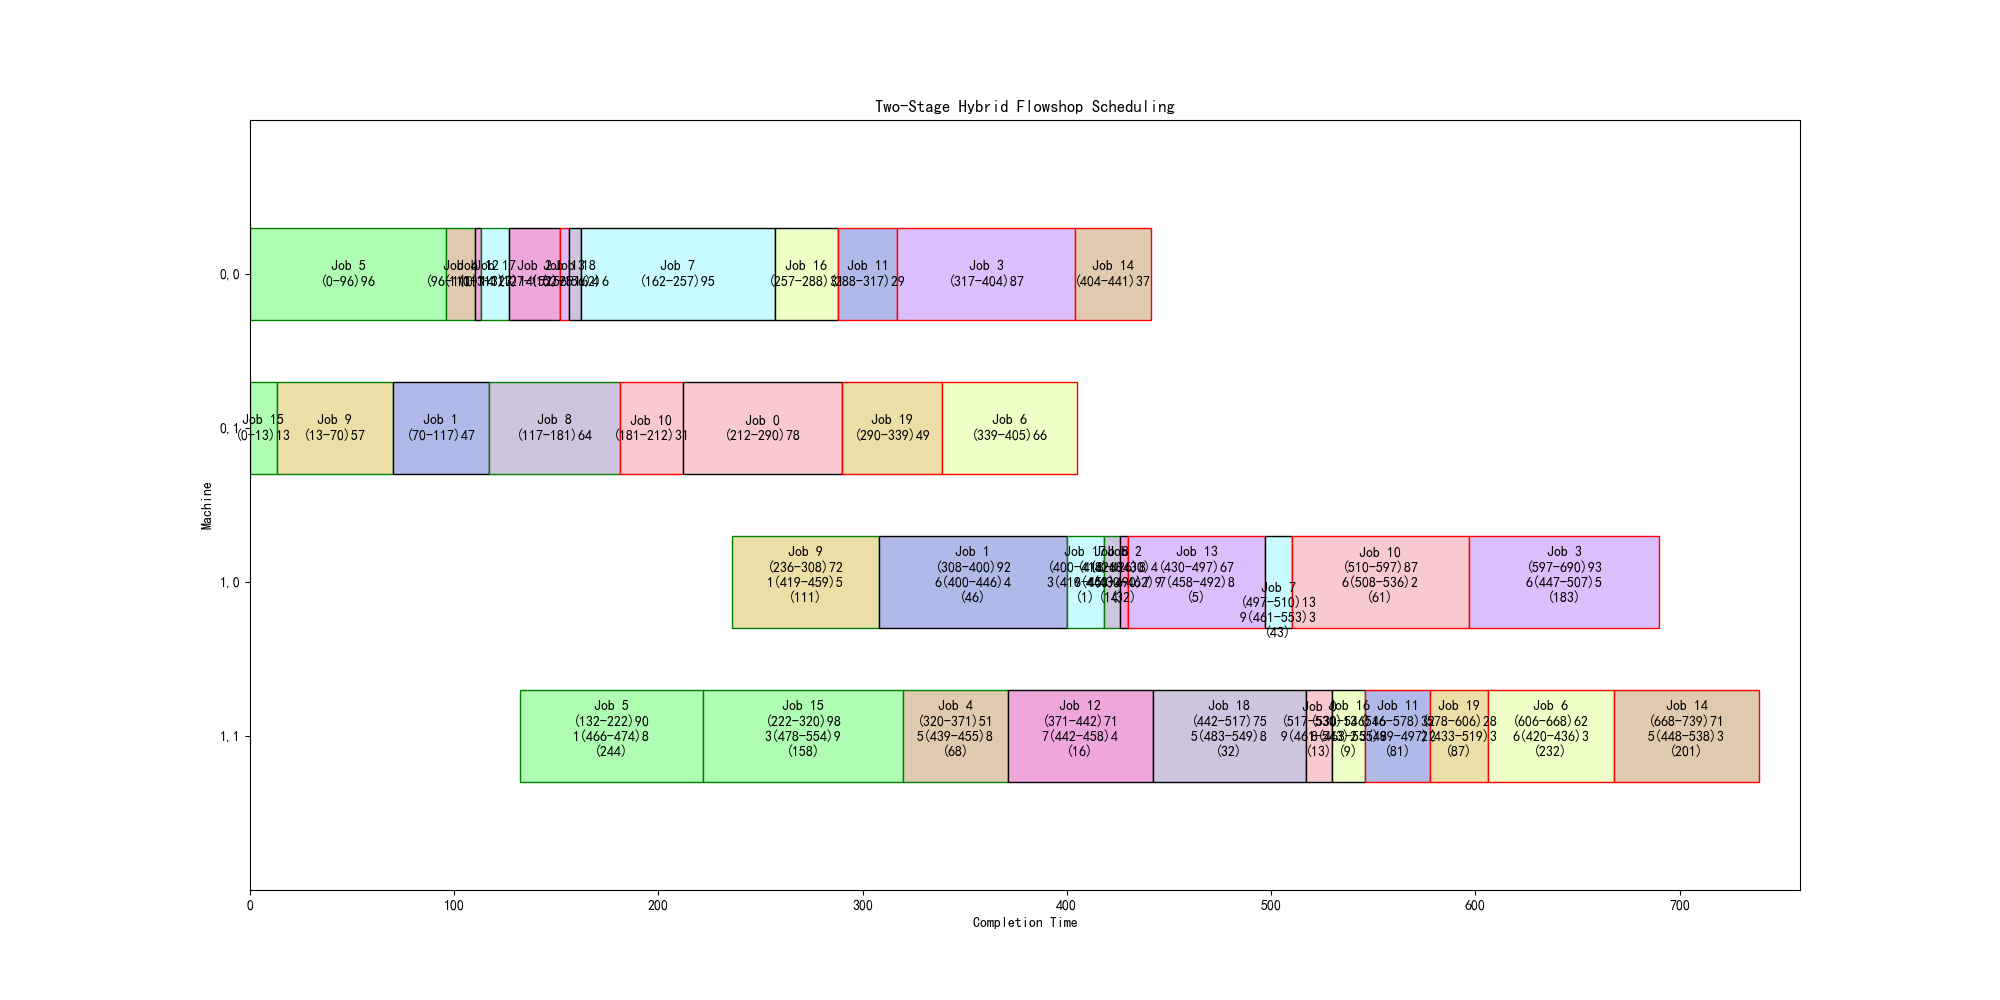 Two-Stage Hybrid Flowshop Scheduling
0,0
Job 5
(0-96)96
Job 7
(162-257)95
Job 16
(257-288)31
Job 11
(288-317)29
Job 3
(317-404)87
Job 14
(404-441)37
0,1
Job 15
(0-13)13
Job 9
(13-70)57
Job 1
(70-117)47
Job 8
(117-181)64
Job 10
(181-212)31
Job 0
(212-290)78
Job 19
(290-339)49
Job 6
(339-405)66
Machine
1,0
Job 9
(236-308)72
1(419-459)5
(111)
Job 1
(308-400)92
6(400-446)4
(46)
Job 13
(430-497)67
7(458-492)8
(5)
Job 7
(497-510)13
9(461-553)3
(43)
Job 10
(510-597)87
6(508-536)2
(61)
Job 3
(597-690)93
6(447-507)5
(183)
1,1
Job 5
(132-222)90
1(466-474)8
(244)
Job 15
(222-320)98
3(478-554)9
(158)
Job 4
(320-371)51
5(439-455)8
(68)
Job 12
(371-442)71
7(442-458)4
(16)
Job 18
(442-517)75
5(483-549)8
(32)
(13)
Job 16
(9)
Job 11
(81)
Job 19
(578-606)28
(87)
Job 6
(606-668)62
6(420-436)3
(232)
Job 14
(668-739)71
5(448-538)3
(201)
0
100
200
300
400
500
600
700
Completion Time